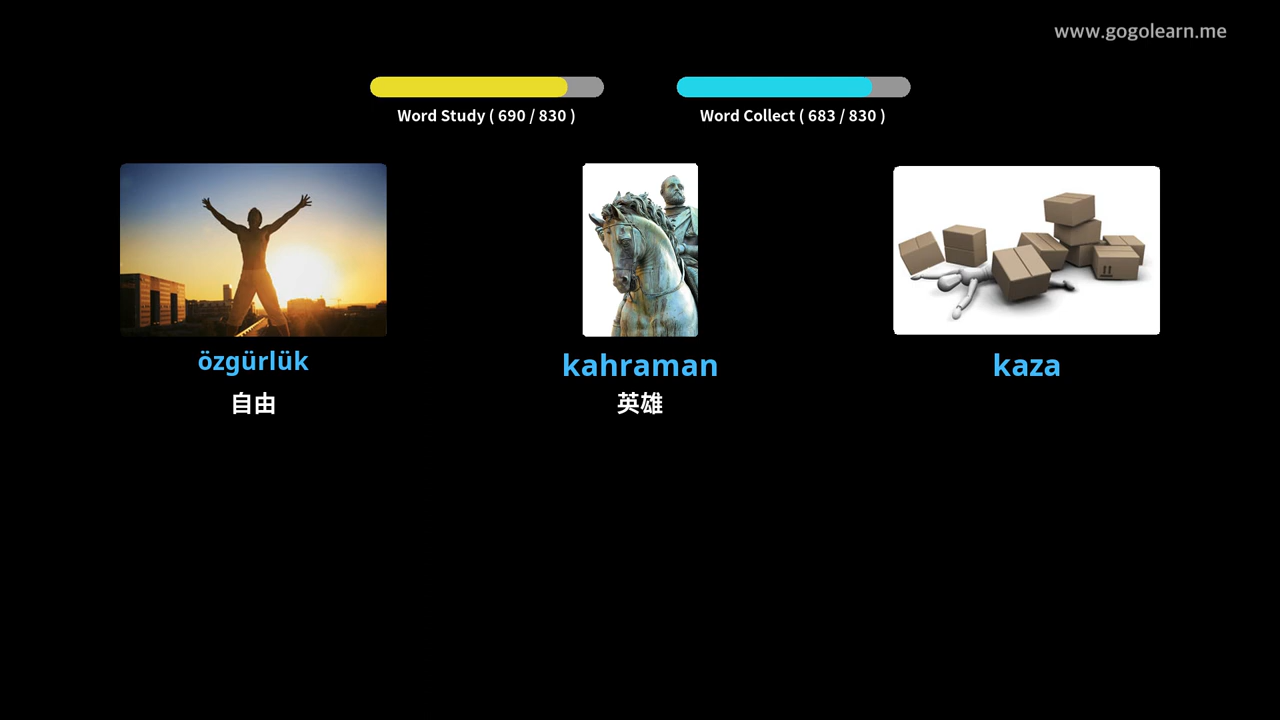 www.gogolearn.me
Word Study ( 690 / 830 )
Word Collect ( 683 / 830 )
özgürlük
kahraman
kaza
自由
英雄